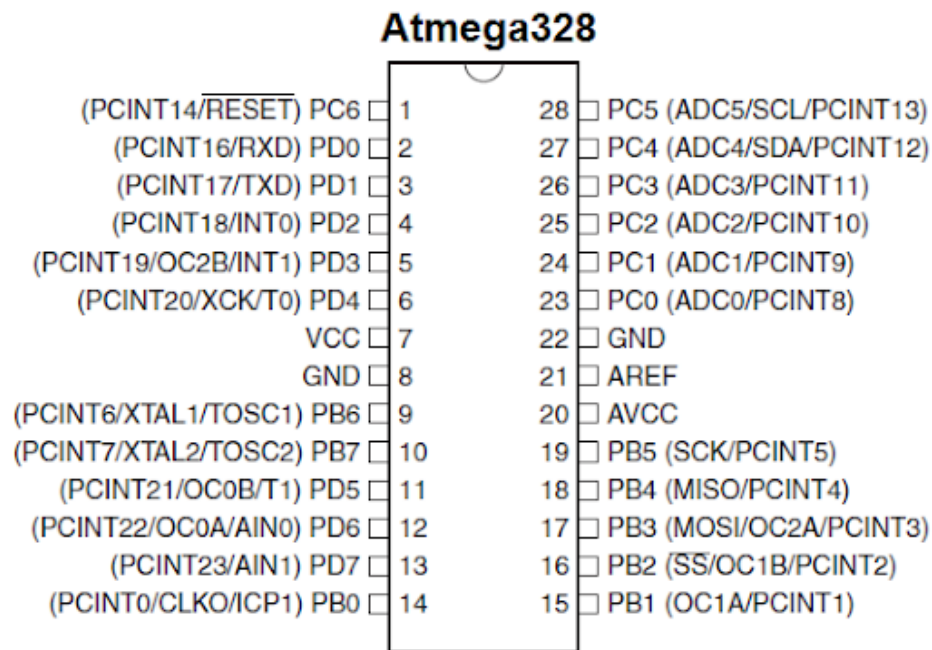 Atmega328
(PCINT14/RESET) PC6 1 28 PC5 (ADC5/SCL/PCINT13)
(PCINT16/RXD) PD0 2 27 PC4 (ADC4/SDA/PCINT12)
(PCINT17/TXD) PD1 3 26 PC3 (ADC3/PCINT11)
(PCINT18/INT0) PD2 4 25 PC2 (ADC2/PCINT10)
(PCINT19/OC2B/INT1) PD3 5 24 PC1 (ADC1/PCINT9)
(PCINT20/XCK/T0) PD4 6 23 PC0 (ADC0/PCINT8)
VCC 7 22 GND
GND 8 21 AREF
(PCINT6/XTAL1/TOSC1) PB6 9 20 AVCC
(PCINT7/XTAL2/TOSC2) PB7 10 19 PB5 (SCK/PCINT5)
(PCINT21/OC0B/T1) PD5 11 18 PB4 (MISO/PCINT4)
(PCINT22/OC0A/AIN0) PD6 12 17 PB3 (MOSI/OC2A/PCINT3)
(PCINT23/AIN1) PD7 13 16 PB2 (SS/OC1B/PCINT2)
(PCINT0/CLKO/ICP1) PB0 14 15 PB1 (OC1A/PCINT1)